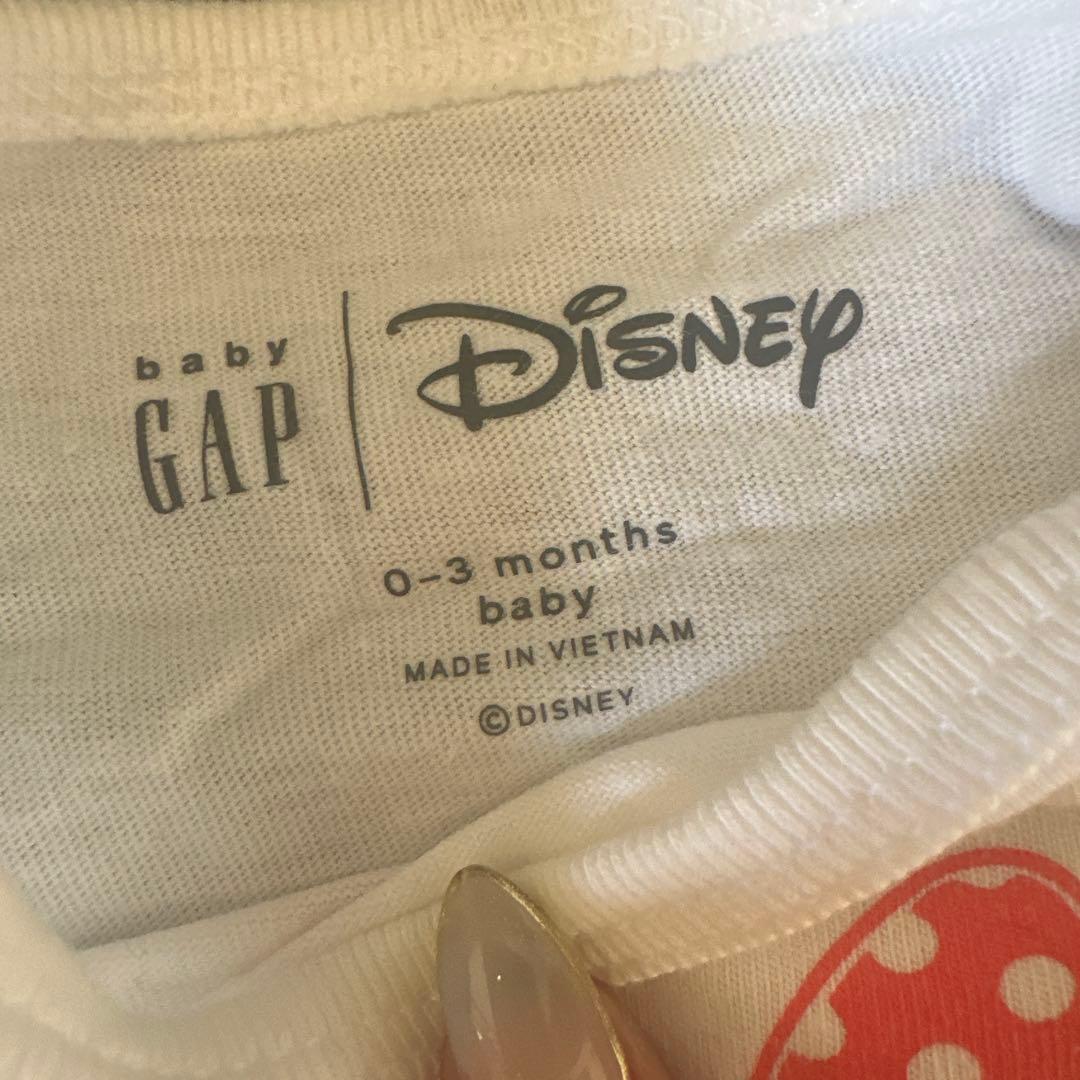 baby
GAP
Disney
0-3 months
baby
MADE IN VIETNAM
©DISNEY